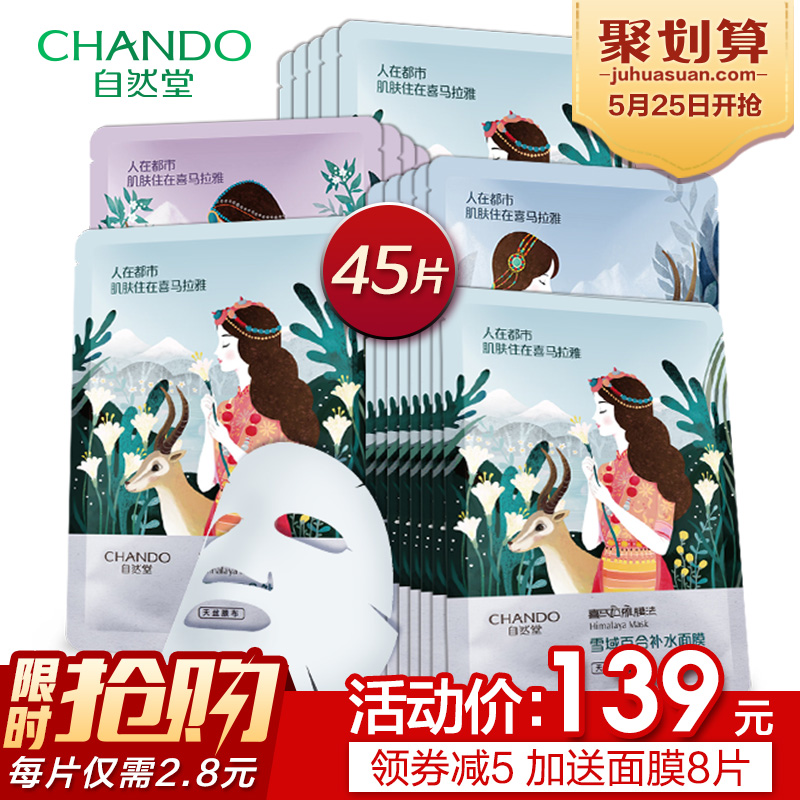 CHANDO
自然堂
聚划算
juhuasuan.com
5月25日开抢
人在都市
肌肤住在喜马拉雅
人在都市
肌肤住在喜马拉雅
人在都市
肌肤住在喜马拉雅
45片
人在都市
肌肤住在喜马拉雅
人在都市
肌肤住在喜马拉雅
CHANDO
自然堂
天丝膜布
CHANDO
自然堂
Himalaya Mask
雪域百合补水面膜
限时抢购
每片仅需2.8元
活动价:139元
领券减5 加送面膜8片